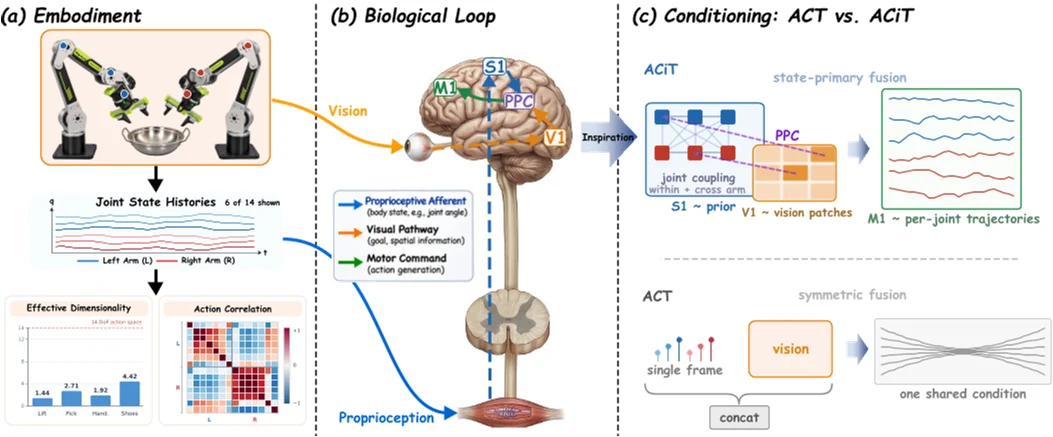 (a) Embodiment
Joint State Histories
6 of 14 shown
q
t
Left Arm (L)
Right Arm (R)
Effective Dimensionality
14-DoF action space
14
12
8
4
0
1.44
2.71
1.92
4.42
Lift
Pick
Hand.
Shoes
Action Correlation
L
R
L
R
+1
0
−1
(b) Biological Loop
Vision
S1
M1
PPC
V1
Proprioceptive Afferent
(body state, e.g., joint angle)
Visual Pathway
(goal, spatial information)
Motor Command
(action generation)
Proprioception
Inspiration
(c) Conditioning: ACT vs. ACiT
ACiT
state-primary fusion
PPC
joint coupling
within + cross arm
S1 ~ prior
V1 ~ vision patches
M1 ~ per-joint trajectories
ACT
symmetric fusion
single frame
vision
concat
one shared condition